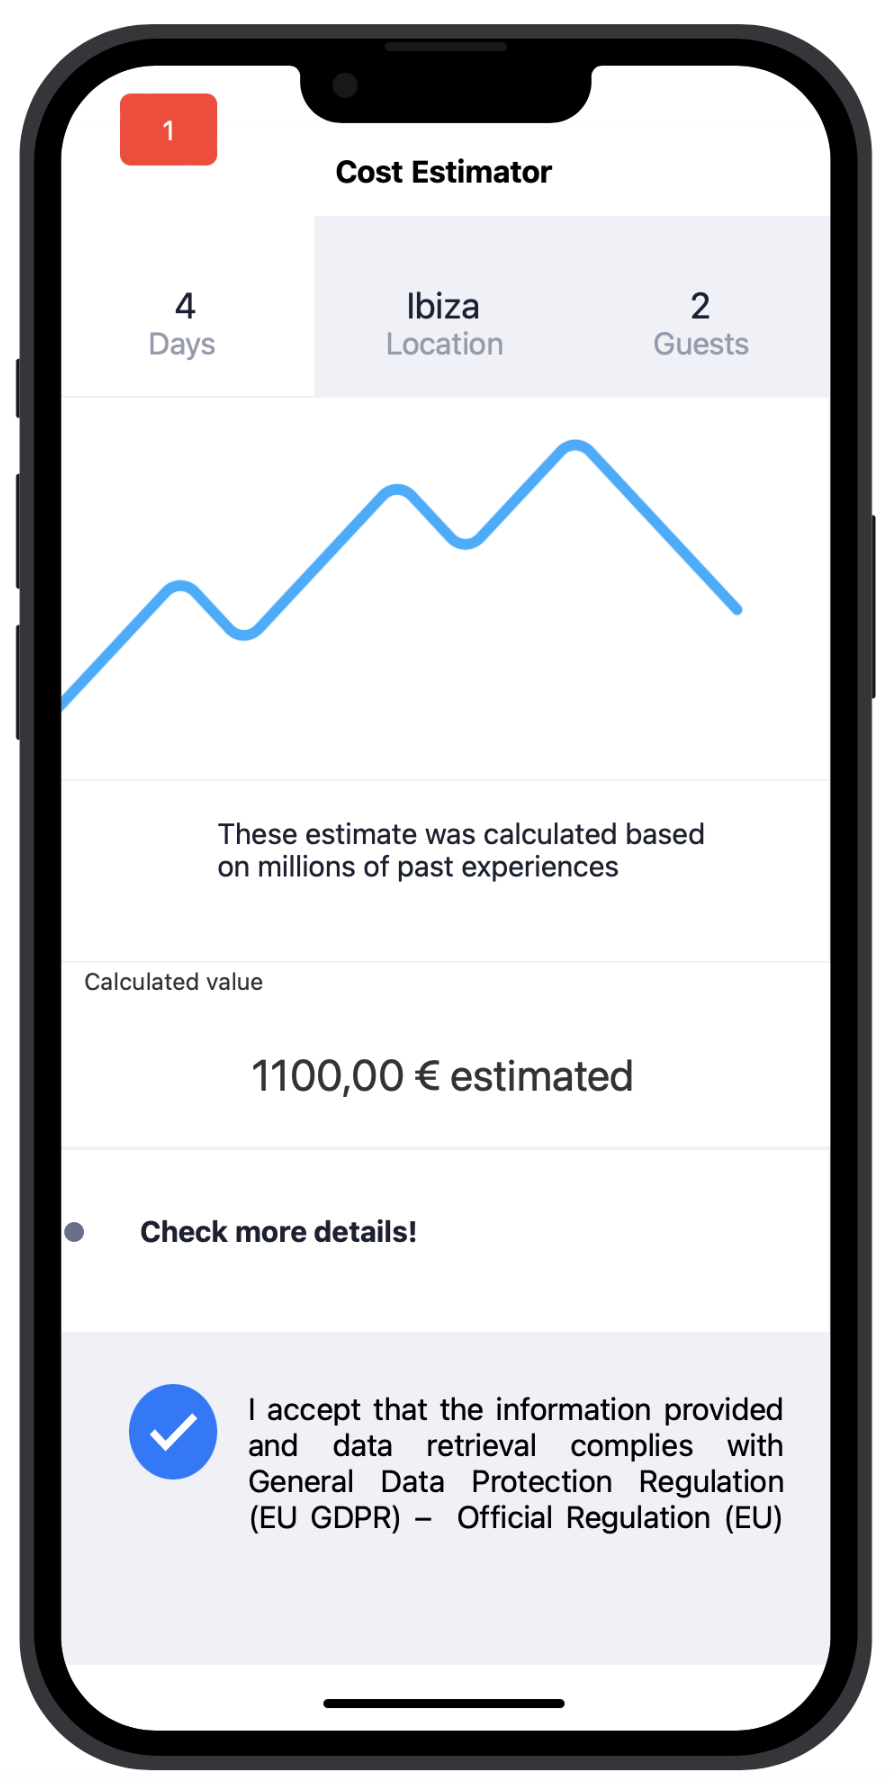 1
Cost Estimator
4
Days
Ibiza
Location
2
Guests
These estimate was calculated based
on millions of past experiences
Calculated value
1100,00 € estimated
Check more details!
I accept that the information provided
and data retrieval complies with
General Data Protection Regulation
(EU GDPR) – Official Regulation (EU)